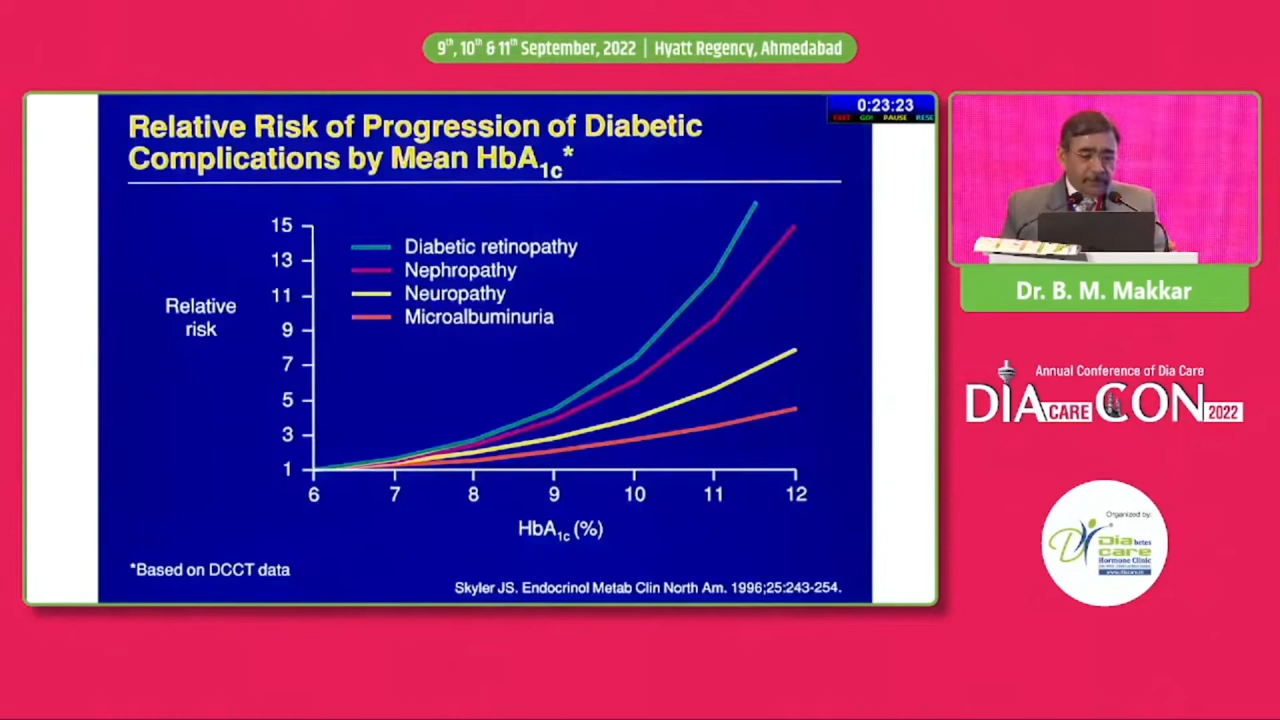 9th, 10th & 11th September, 2022 | Hyatt Regency, Ahmedabad
Relative Risk of Progression of Diabetic
Complications by Mean HbA1c*
0:23:23
GO! PAUSE RESE
15
13
11
9
7
5
3
1
Relative
risk
Diabetic retinopathy
Nephropathy
Neuropathy
Microalbuminuria
6 7 8 9 10 11 12
HbA1c (%)
*Based on DCCT data
Skyler JS. Endocrinol Metab Clin North Am. 1996;25:243-254.
Dr. B. M. Makkar
Annual Conference of Dia Care
DIA CARE CON 2022
Organized by:
Diabetes
care
Hormone Clinic